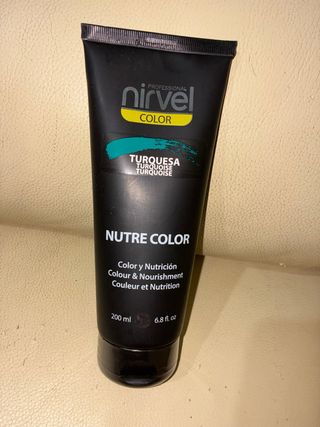 PROFESSIONAL
nirvel
COLOR
TURQUESA
TURQUOISE
TURQUOISE
NUTRE COLOR
Color y Nutrición
Colour & Nourishment
Couleur et Nutrition
200 ml 6.8 fl. oz